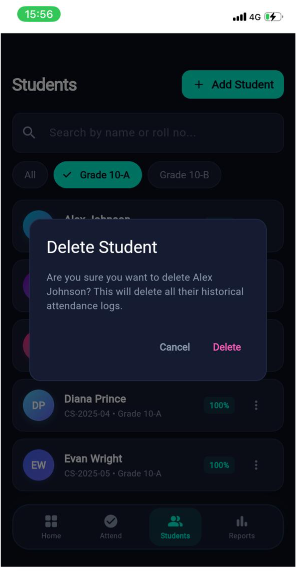 15:56
4G
Students
+ Add Student
Search by name or roll no...
All
Grade 10-A
Grade 10-B
Alex Johnson
Delete Student
Are you sure you want to delete Alex
Johnson? This will delete all their historical
attendance logs.
Cancel
Delete
DP
Diana Prince
100%
CS-2025-04 • Grade 10-A
EW
Evan Wright
100%
CS-2025-05 • Grade 10-A
Home
Attend
Students
Reports